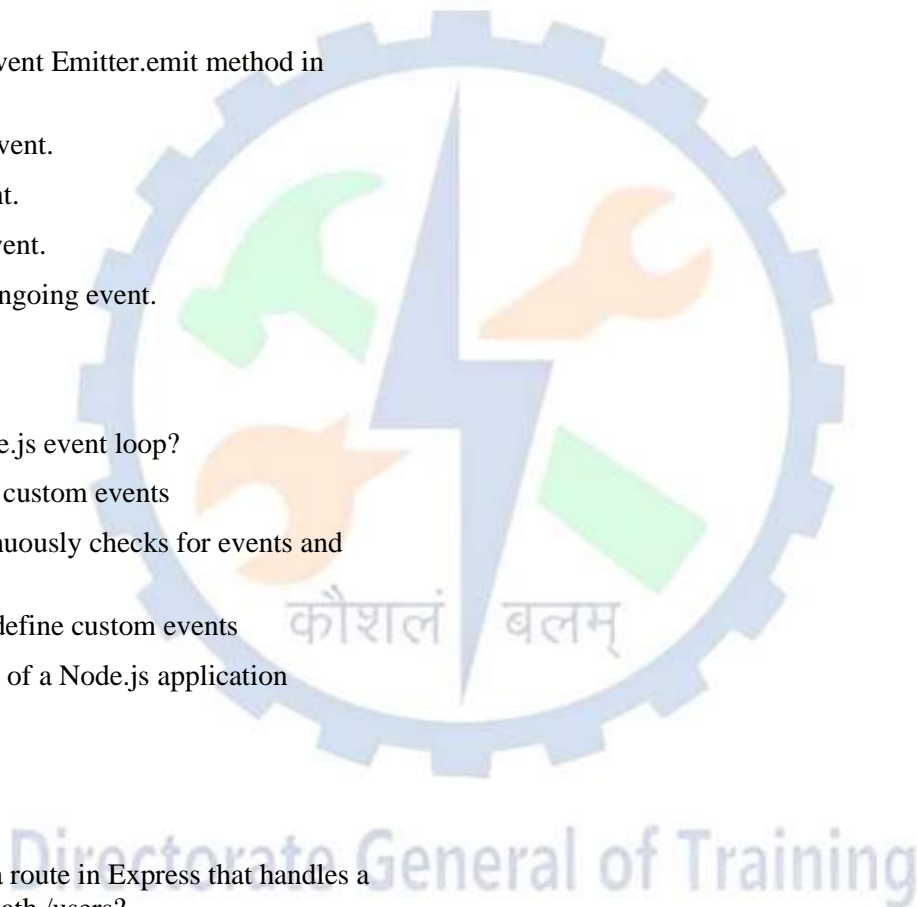 vent Emitter.emit method in
vent.
nt.
vent.
ngoing event.
e.js event loop?
custom events
nuously checks for events and
कौशलं बलम्
define custom events
of a Node.js application
Directorate General of Training
a route in Express that handles a
path /users?